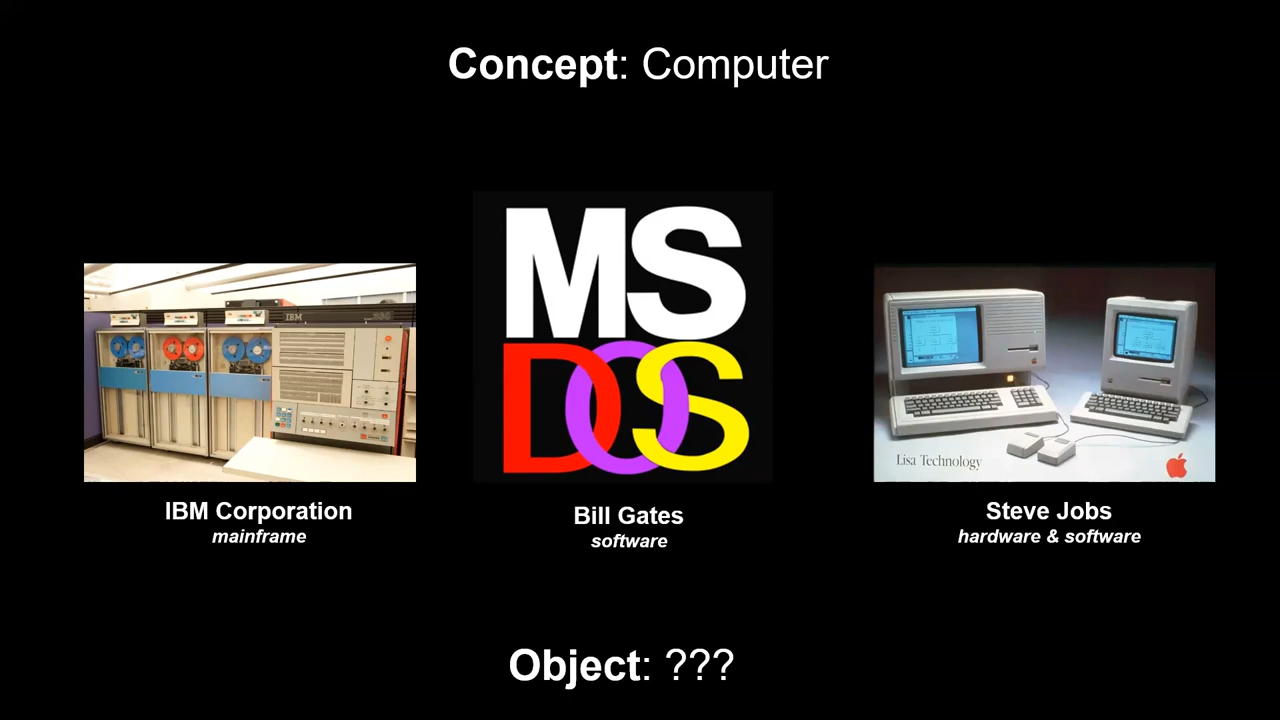 Concept: Computer
MS
DOS
IBM
Lisa Technology
IBM Corporation
mainframe
Bill Gates
software
Steve Jobs
hardware & software
Object: ???